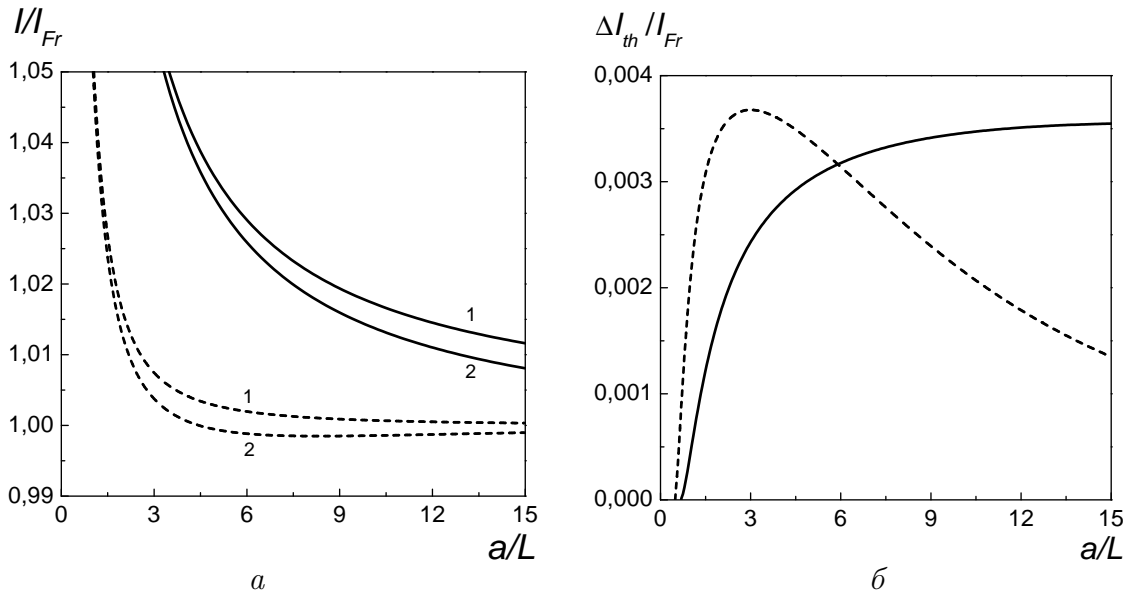 I/I_Fr
1,05
1,04
1,03
1,02
1,01
1,00
0,99
1
2
1
2
0 3 6 9 12 15
a/L
а
ΔI_th / I_Fr
0,004
0,003
0,002
0,001
0,000
0 3 6 9 12 15
a/L
б